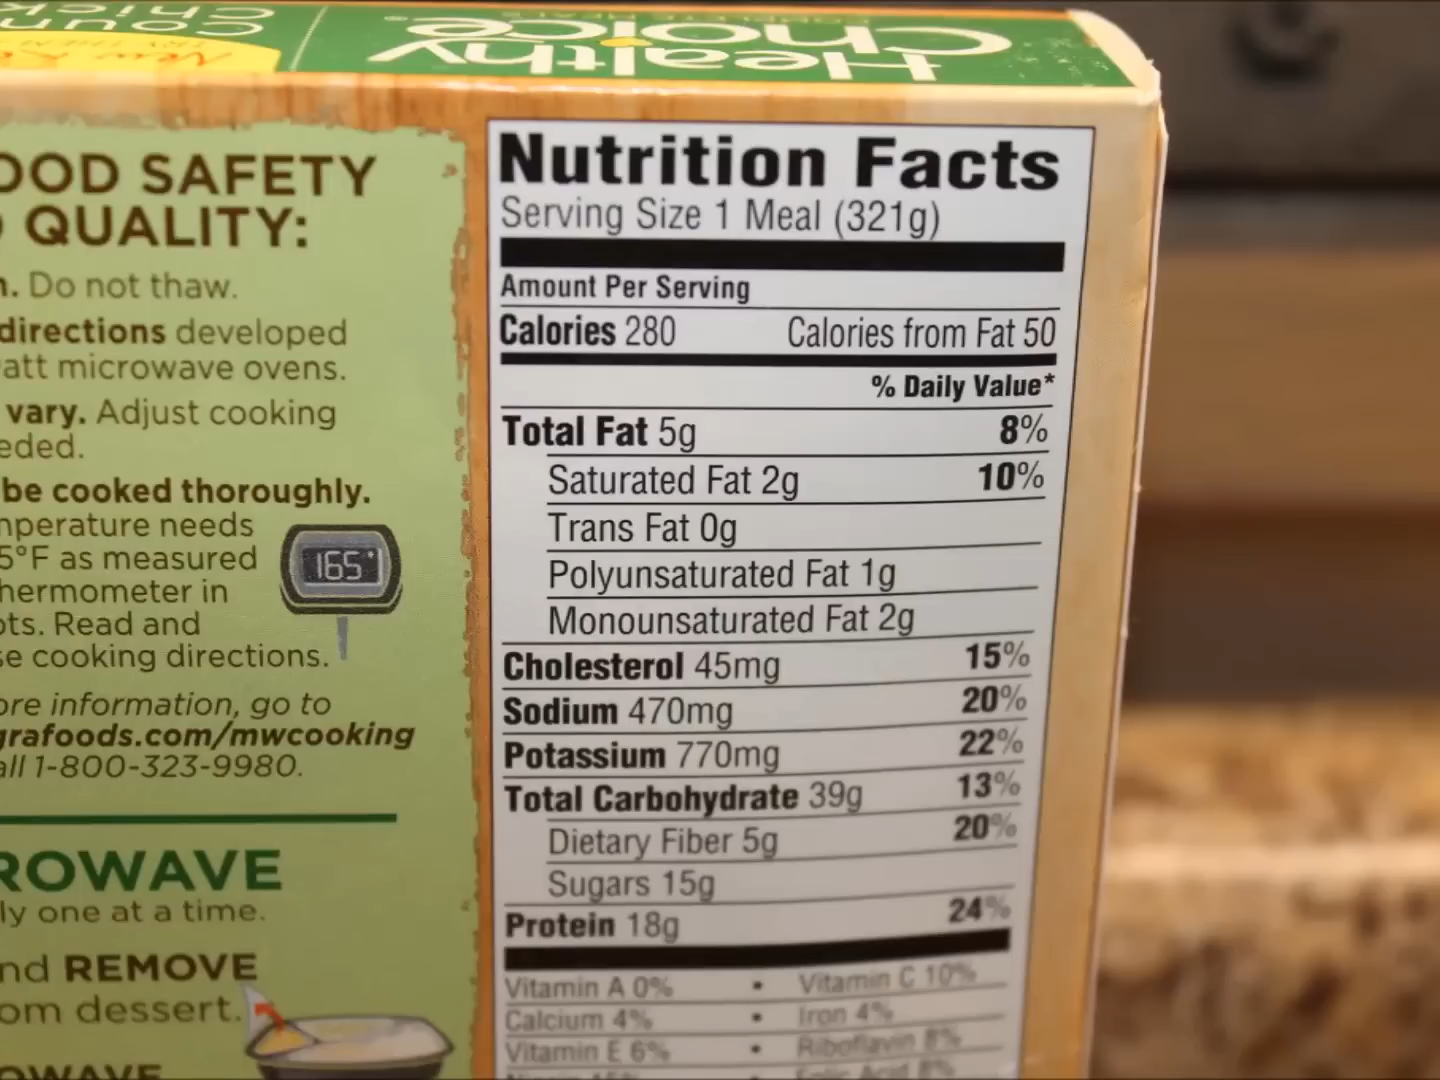 Healthy
Choice
COMPLETE MEALS
OOD SAFETY
QUALITY:
Do not thaw.
directions developed
att microwave ovens.
vary. Adjust cooking
eded.
be cooked thoroughly.
mperature needs
5°F as measured
hermometer in
ots. Read and
se cooking directions.
165°
ore information, go to
grafoods.com/mwcooking
all 1-800-323-9980.
ROWAVE
ly one at a time.
nd REMOVE
om dessert.
OWAVE
Nutrition Facts
Serving Size 1 Meal (321g)
Amount Per Serving
Calories 280 Calories from Fat 50
% Daily Value*
Total Fat 5g 8%
Saturated Fat 2g 10%
Trans Fat 0g
Polyunsaturated Fat 1g
Monounsaturated Fat 2g
Cholesterol 45mg 15%
Sodium 470mg 20%
Potassium 770mg 22%
Total Carbohydrate 39g 13%
Dietary Fiber 5g 20%
Sugars 15g
Protein 18g 24%
Vitamin A 0% • Vitamin C 10%
Calcium 4% • Iron 4%
Vitamin E 6% • Riboflavin 8%